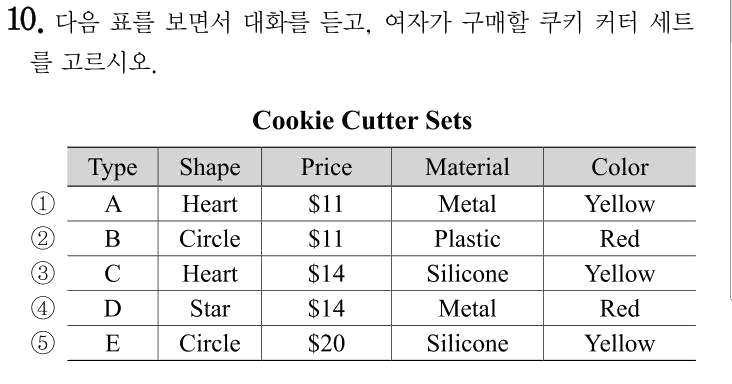 10. 다음 표를 보면서 대화를 듣고, 여자가 구매할 쿠키 커터 세트
를 고르시오.
Cookie Cutter Sets
Type Shape Price Material Color
① A Heart $11 Metal Yellow
② B Circle $11 Plastic Red
③ C Heart $14 Silicone Yellow
④ D Star $14 Metal Red
⑤ E Circle $20 Silicone Yellow